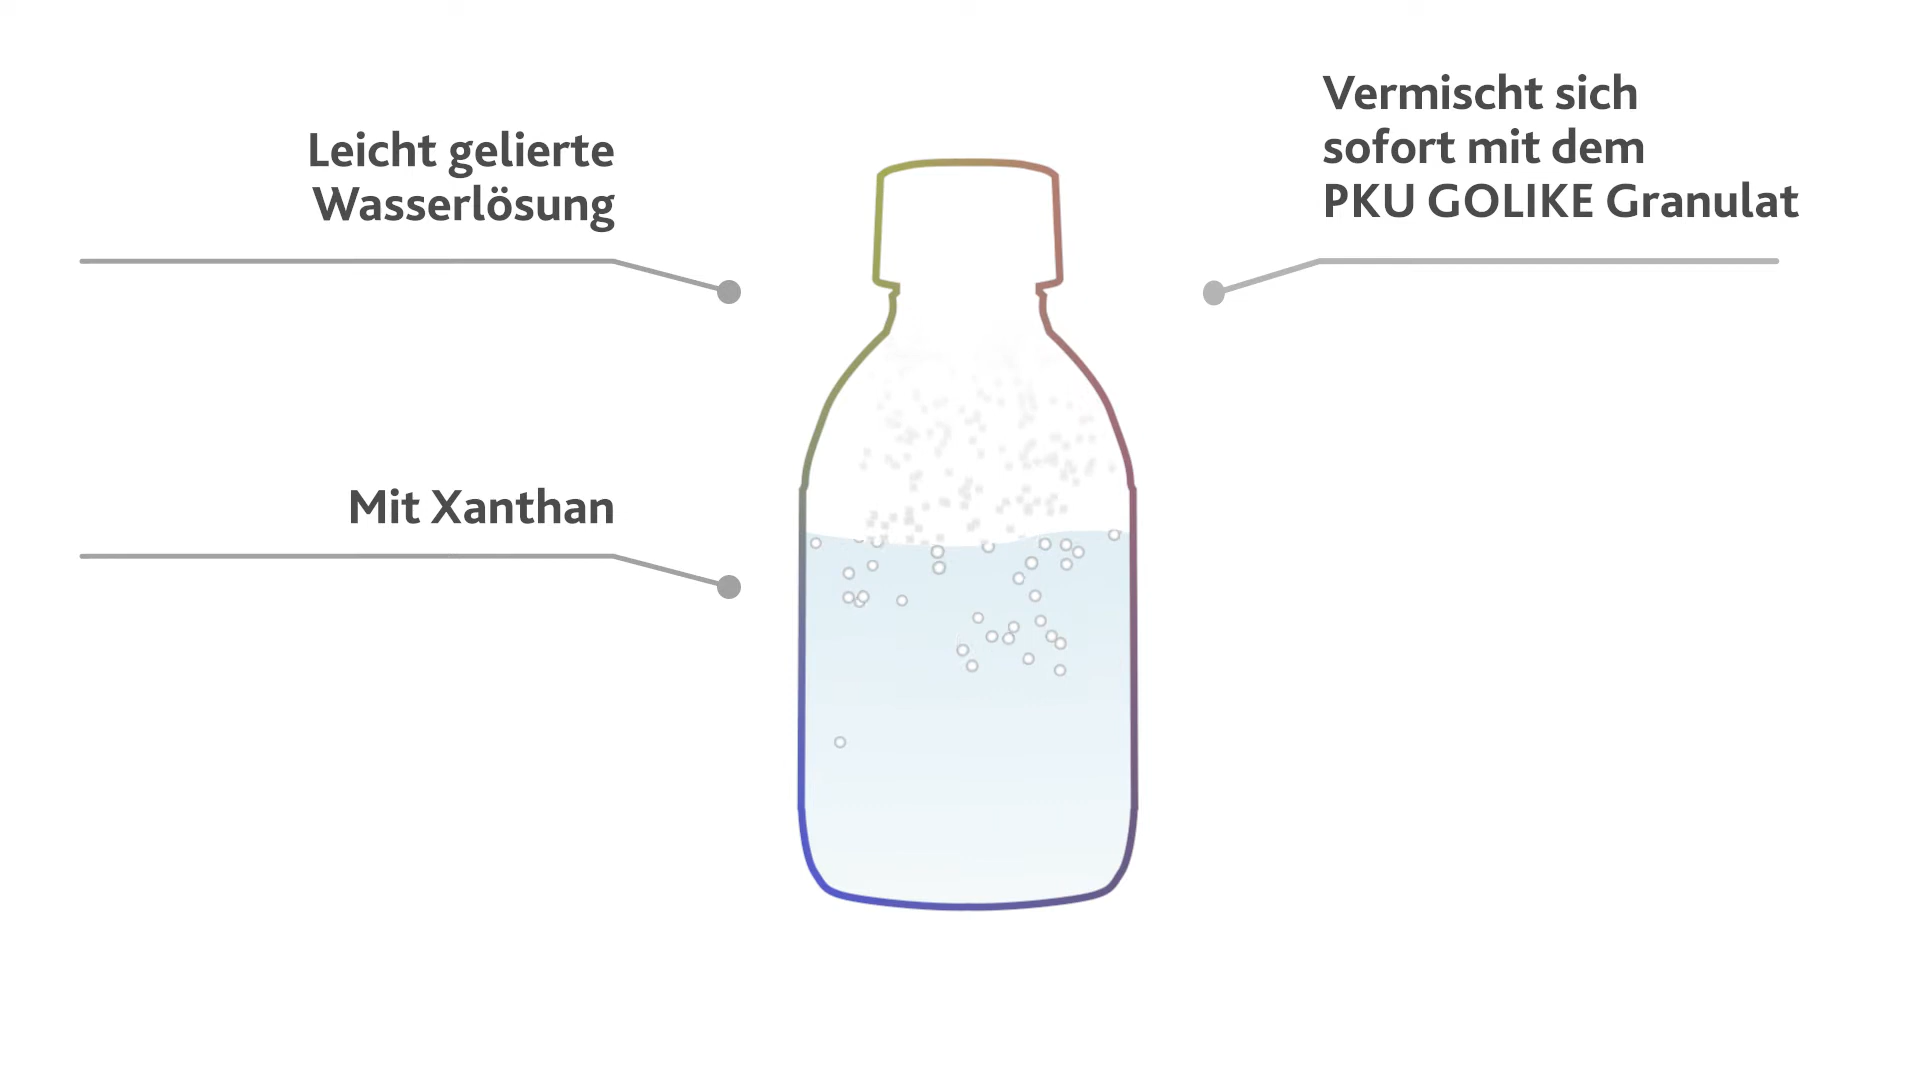 Leicht gelierte
Wasserlösung
Mit Xanthan
Vermischt sich
sofort mit dem
PKU GOLIKE Granulat